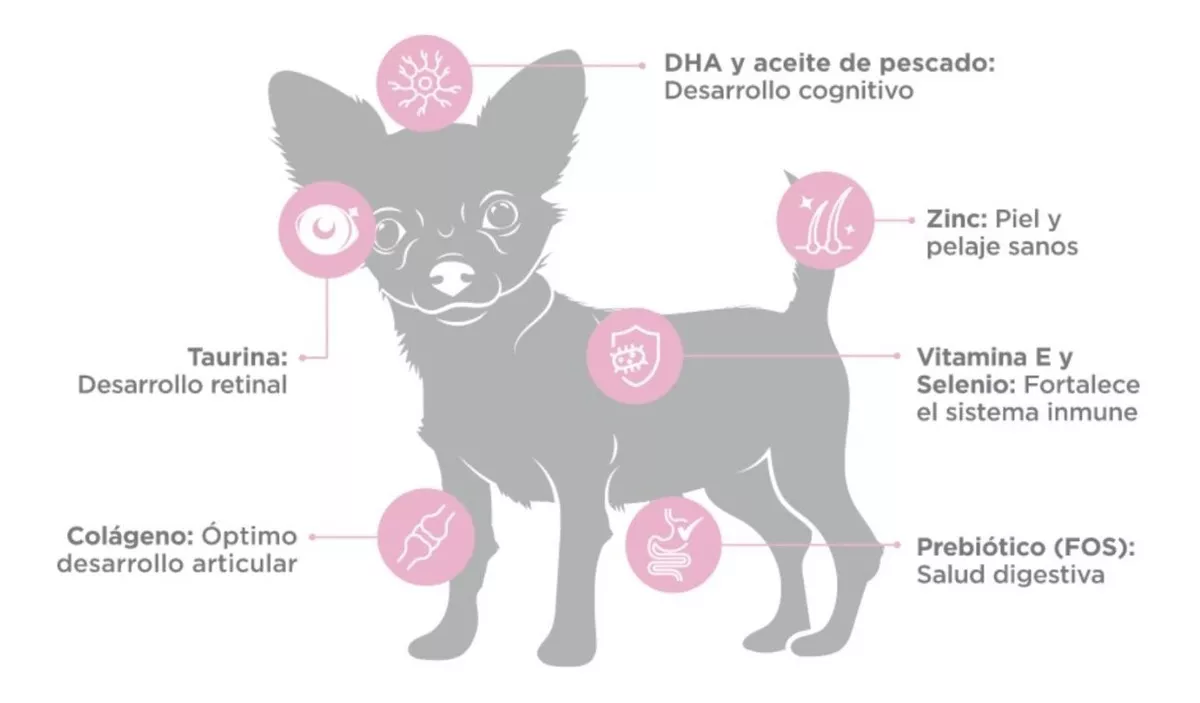 DHA y aceite de pescado:
Desarrollo cognitivo
Zinc: Piel y
pelaje sanos
Taurina:
Desarrollo retinal
Vitamina E y
Selenio: Fortalece
el sistema inmune
Colágeno: Óptimo
desarrollo articular
Prebiótico (FOS):
Salud digestiva